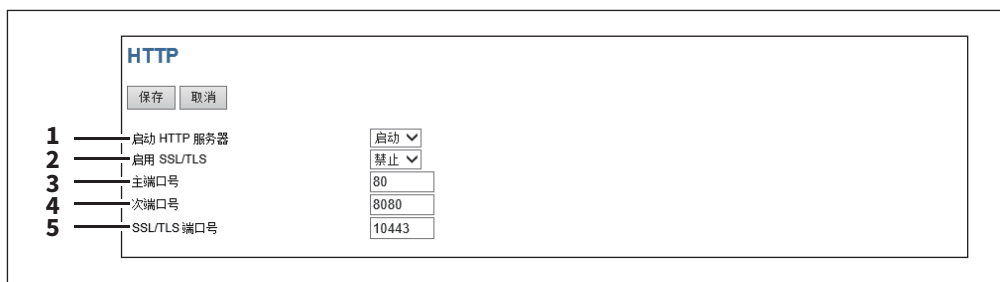 HTTP
保存 取消
1 启动 HTTP 服务器 启动
2 启用 SSL/TLS 禁止
3 主端口号 80
4 次端口号 8080
5 SSL/TLS 端口号 10443